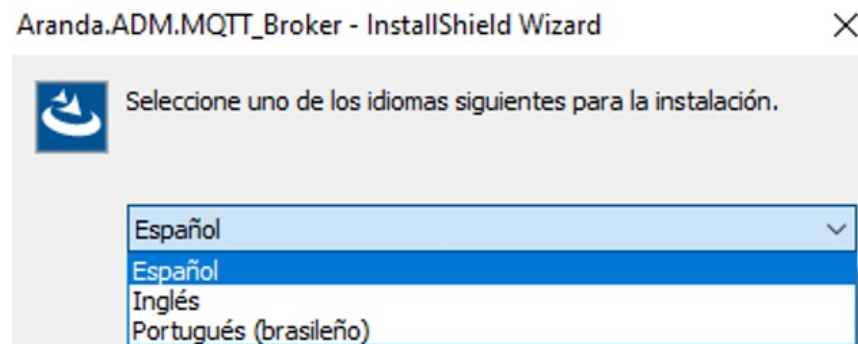 Aranda.ADM.MQTT_Broker - InstallShield Wizard
Seleccione uno de los idiomas siguientes para la instalación.
Español
Español
Inglés
Portugués (brasileño)